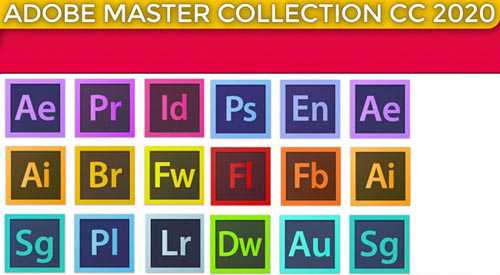 ADOBE MASTER COLLECTION CC 2020
Ae Pr Id Ps En Ae
Ai Br Fw Fl Fb Ai
Sg Pl Lr Dw Au Sg